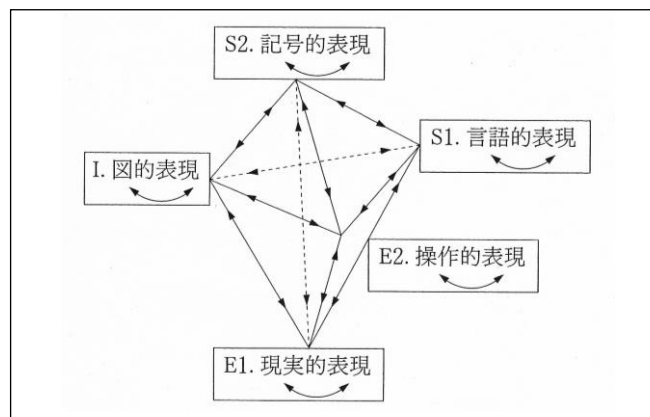 S2. 記号的表現
S1. 言語的表現
I. 図的表現
E2. 操作的表現
E1. 現実的表現